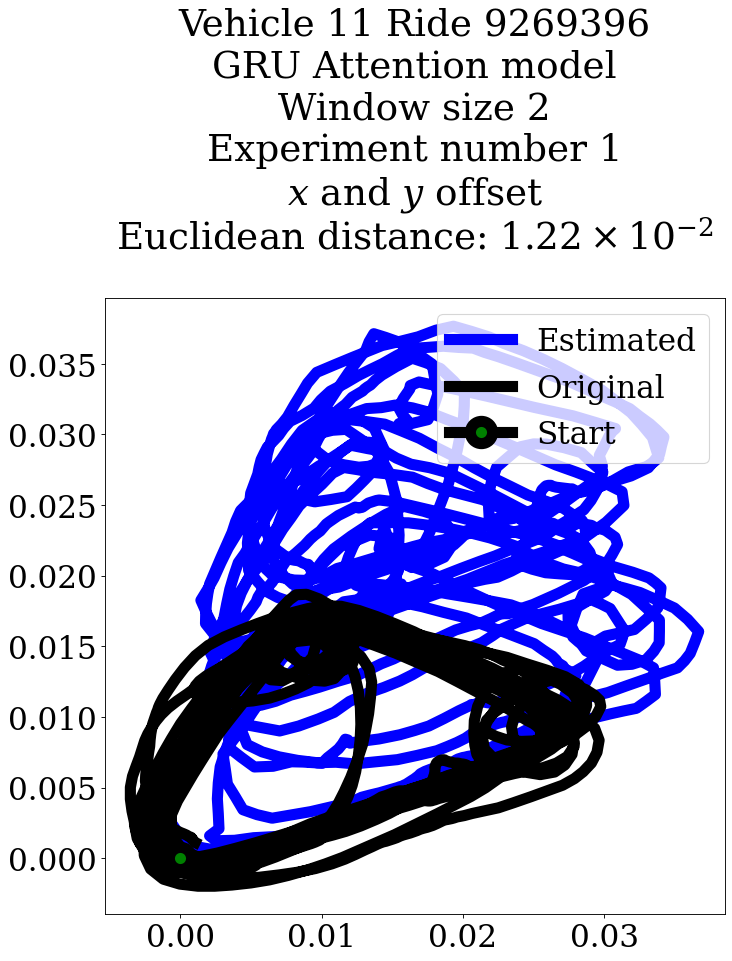 Vehicle 11 Ride 9269396
GRU Attention model
Window size 2
Experiment number 1
x and y offset
Euclidean distance: 1.22 × 10⁻²
Estimated
Original
Start
0.035
0.030
0.025
0.020
0.015
0.010
0.005
0.000
0.00 0.01 0.02 0.03